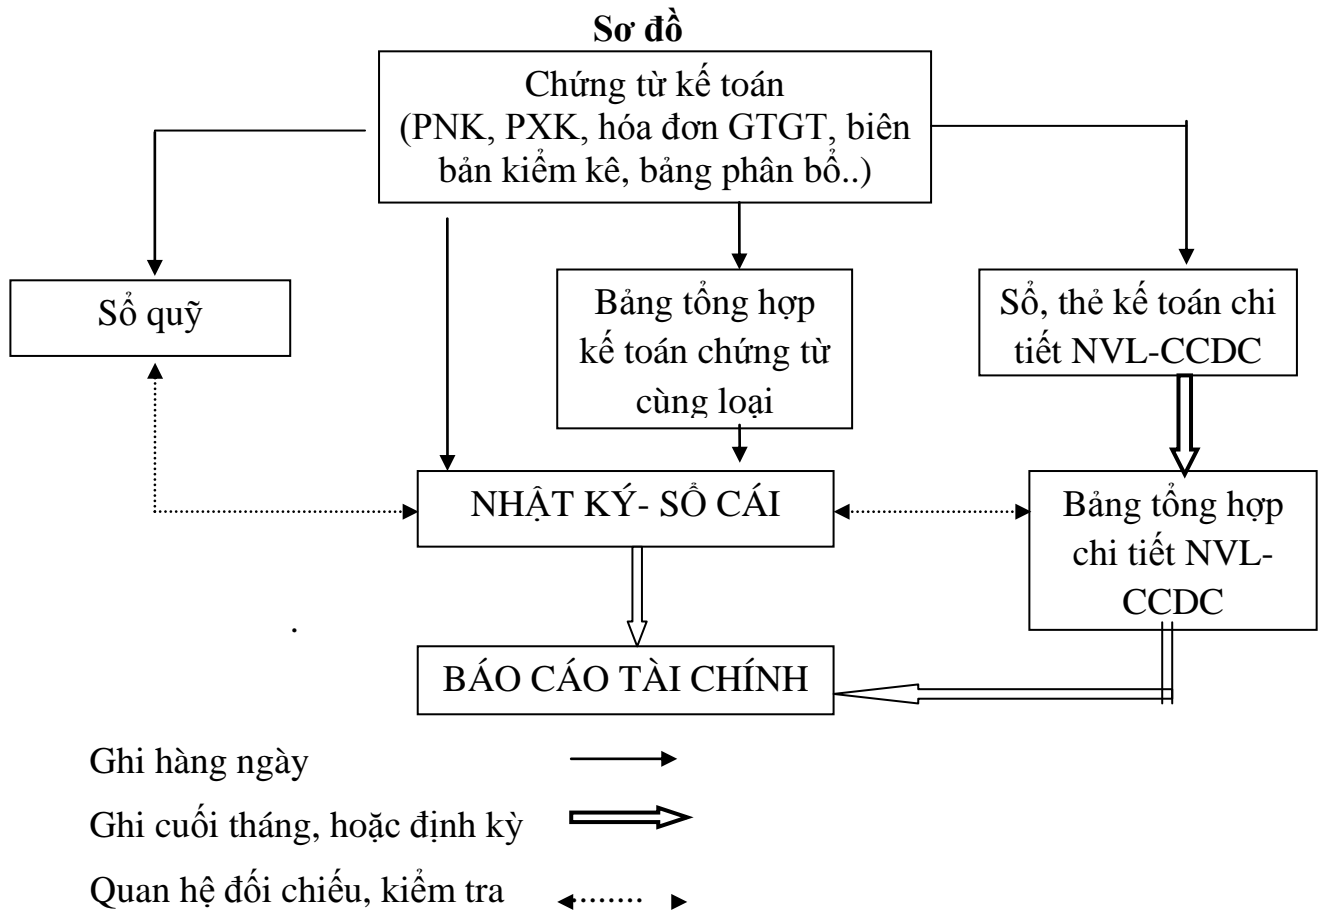 Sơ đồ
Chứng từ kế toán
(PNK, PXK, hóa đơn GTGT, biên
bản kiểm kê, bảng phân bổ..)
Sổ quỹ
Bảng tổng hợp
kế toán chứng từ
cùng loại
Sổ, thẻ kế toán chi
tiết NVL-CCDC
NHẬT KÝ- SỔ CÁI
Bảng tổng hợp
chi tiết NVL-
CCDC
.
BÁO CÁO TÀI CHÍNH
Ghi hàng ngày
Ghi cuối tháng, hoặc định kỳ
Quan hệ đối chiếu, kiểm tra